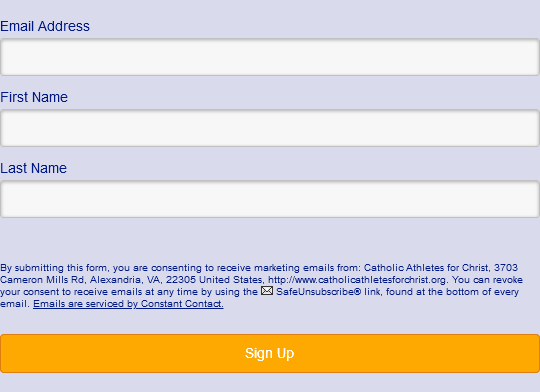 Email Address
First Name
Last Name
By submitting this form, you are consenting to receive marketing emails from: Catholic Athletes for Christ, 3703
Cameron Mills Rd, Alexandria, VA, 22305 United States, http://www.catholicathletesforchrist.org. You can revoke
your consent to receive emails at any time by using the SafeUnsubscribe® link, found at the bottom of every
email. Emails are serviced by Constant Contact.
Sign Up